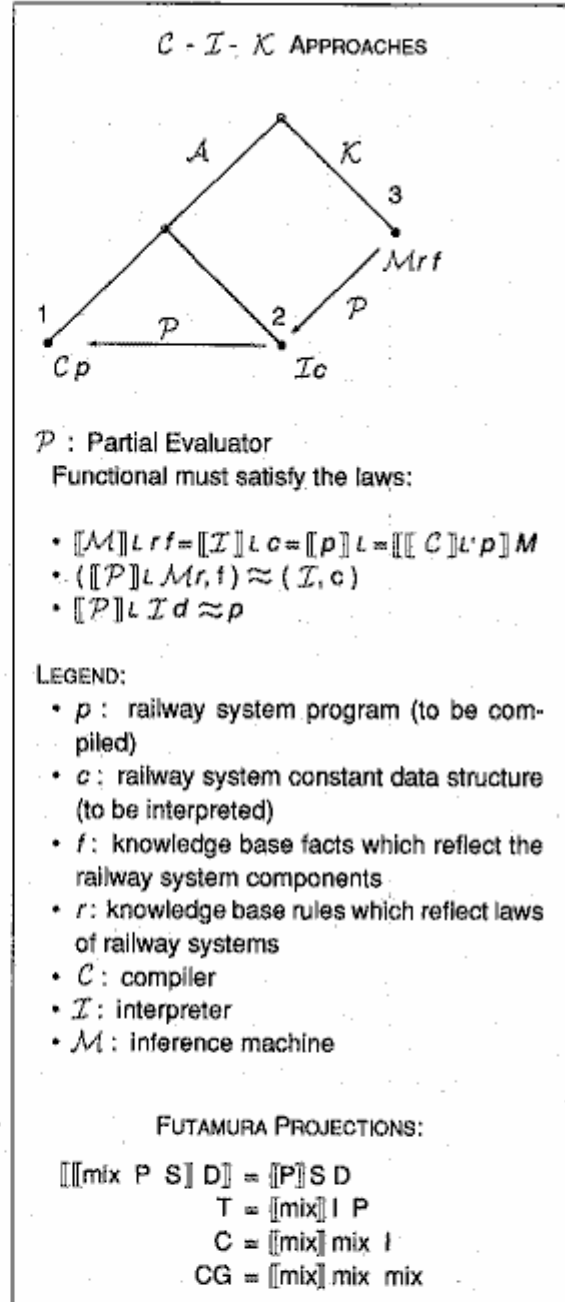 C - I - K APPROACHES
A
K
3
Mrf
1
P
2
P
Cp
Ic
P : Partial Evaluator
Functional must satisfy the laws:
• ⟦M⟧L r f=⟦I⟧L c=⟦p⟧ L=⟦⟦ C⟧L·p⟧ M
• (⟦P⟧L Mr, f) ≈ (I, c)
• ⟦P⟧L I d ≈p
LEGEND:
• p : railway system program (to be com-
piled)
• c : railway system constant data structure
(to be interpreted)
• f : knowledge base facts which reflect the
railway system components
• r : knowledge base rules which reflect laws
of railway systems
• C : compiler
• I : interpreter
• M : inference machine
FUTAMURA PROJECTIONS:
⟦⟦mix P S⟧ D⟧ = ⟦P⟧ S D
T = ⟦mix⟧ I P
C = ⟦mix⟧ mix I
CG = ⟦mix⟧ mix mix